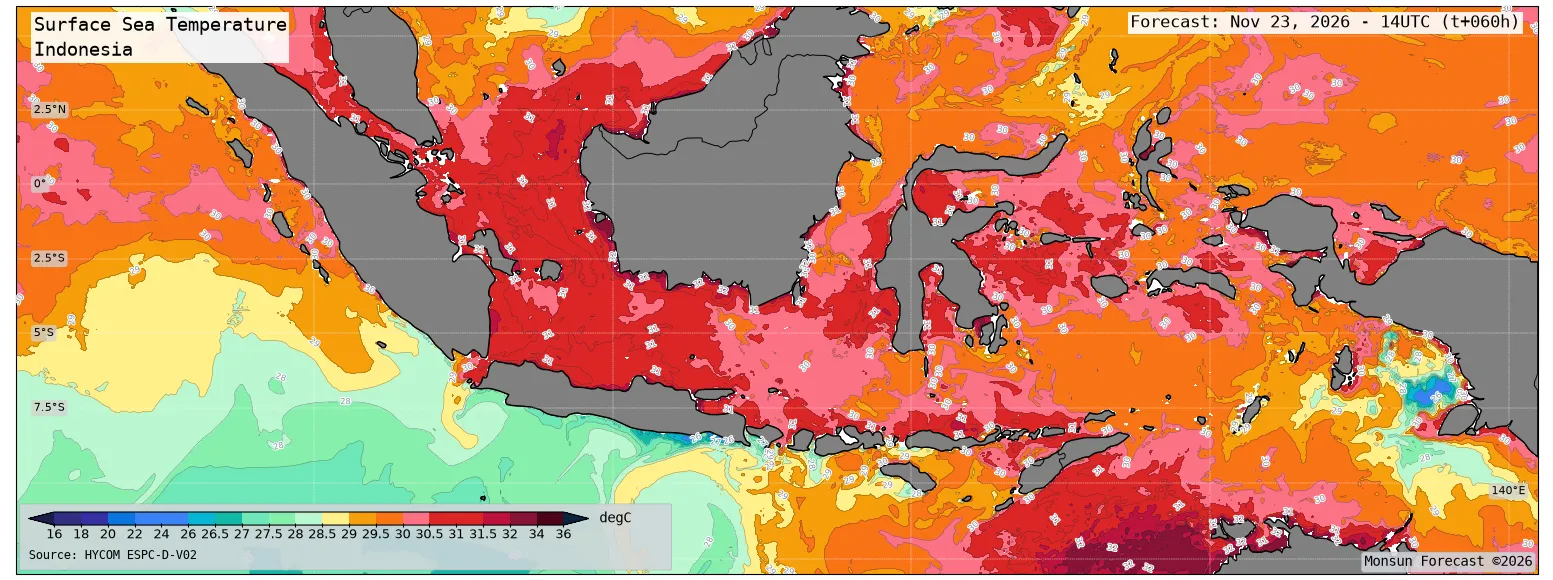 Surface Sea Temperature
Indonesia
Forecast: Nov 23, 2026 - 14UTC (t+060h)
2.5°N
0°
2.5°S
5°S
7.5°S
140°E
16 18 20 22 24 26 26.5 27 27.5 28 28.5 29 29.5 30 30.5 31 31.5 32 34 36
degC
Source: HYCOM ESPC-D-V02
Monsun Forecast ©2026